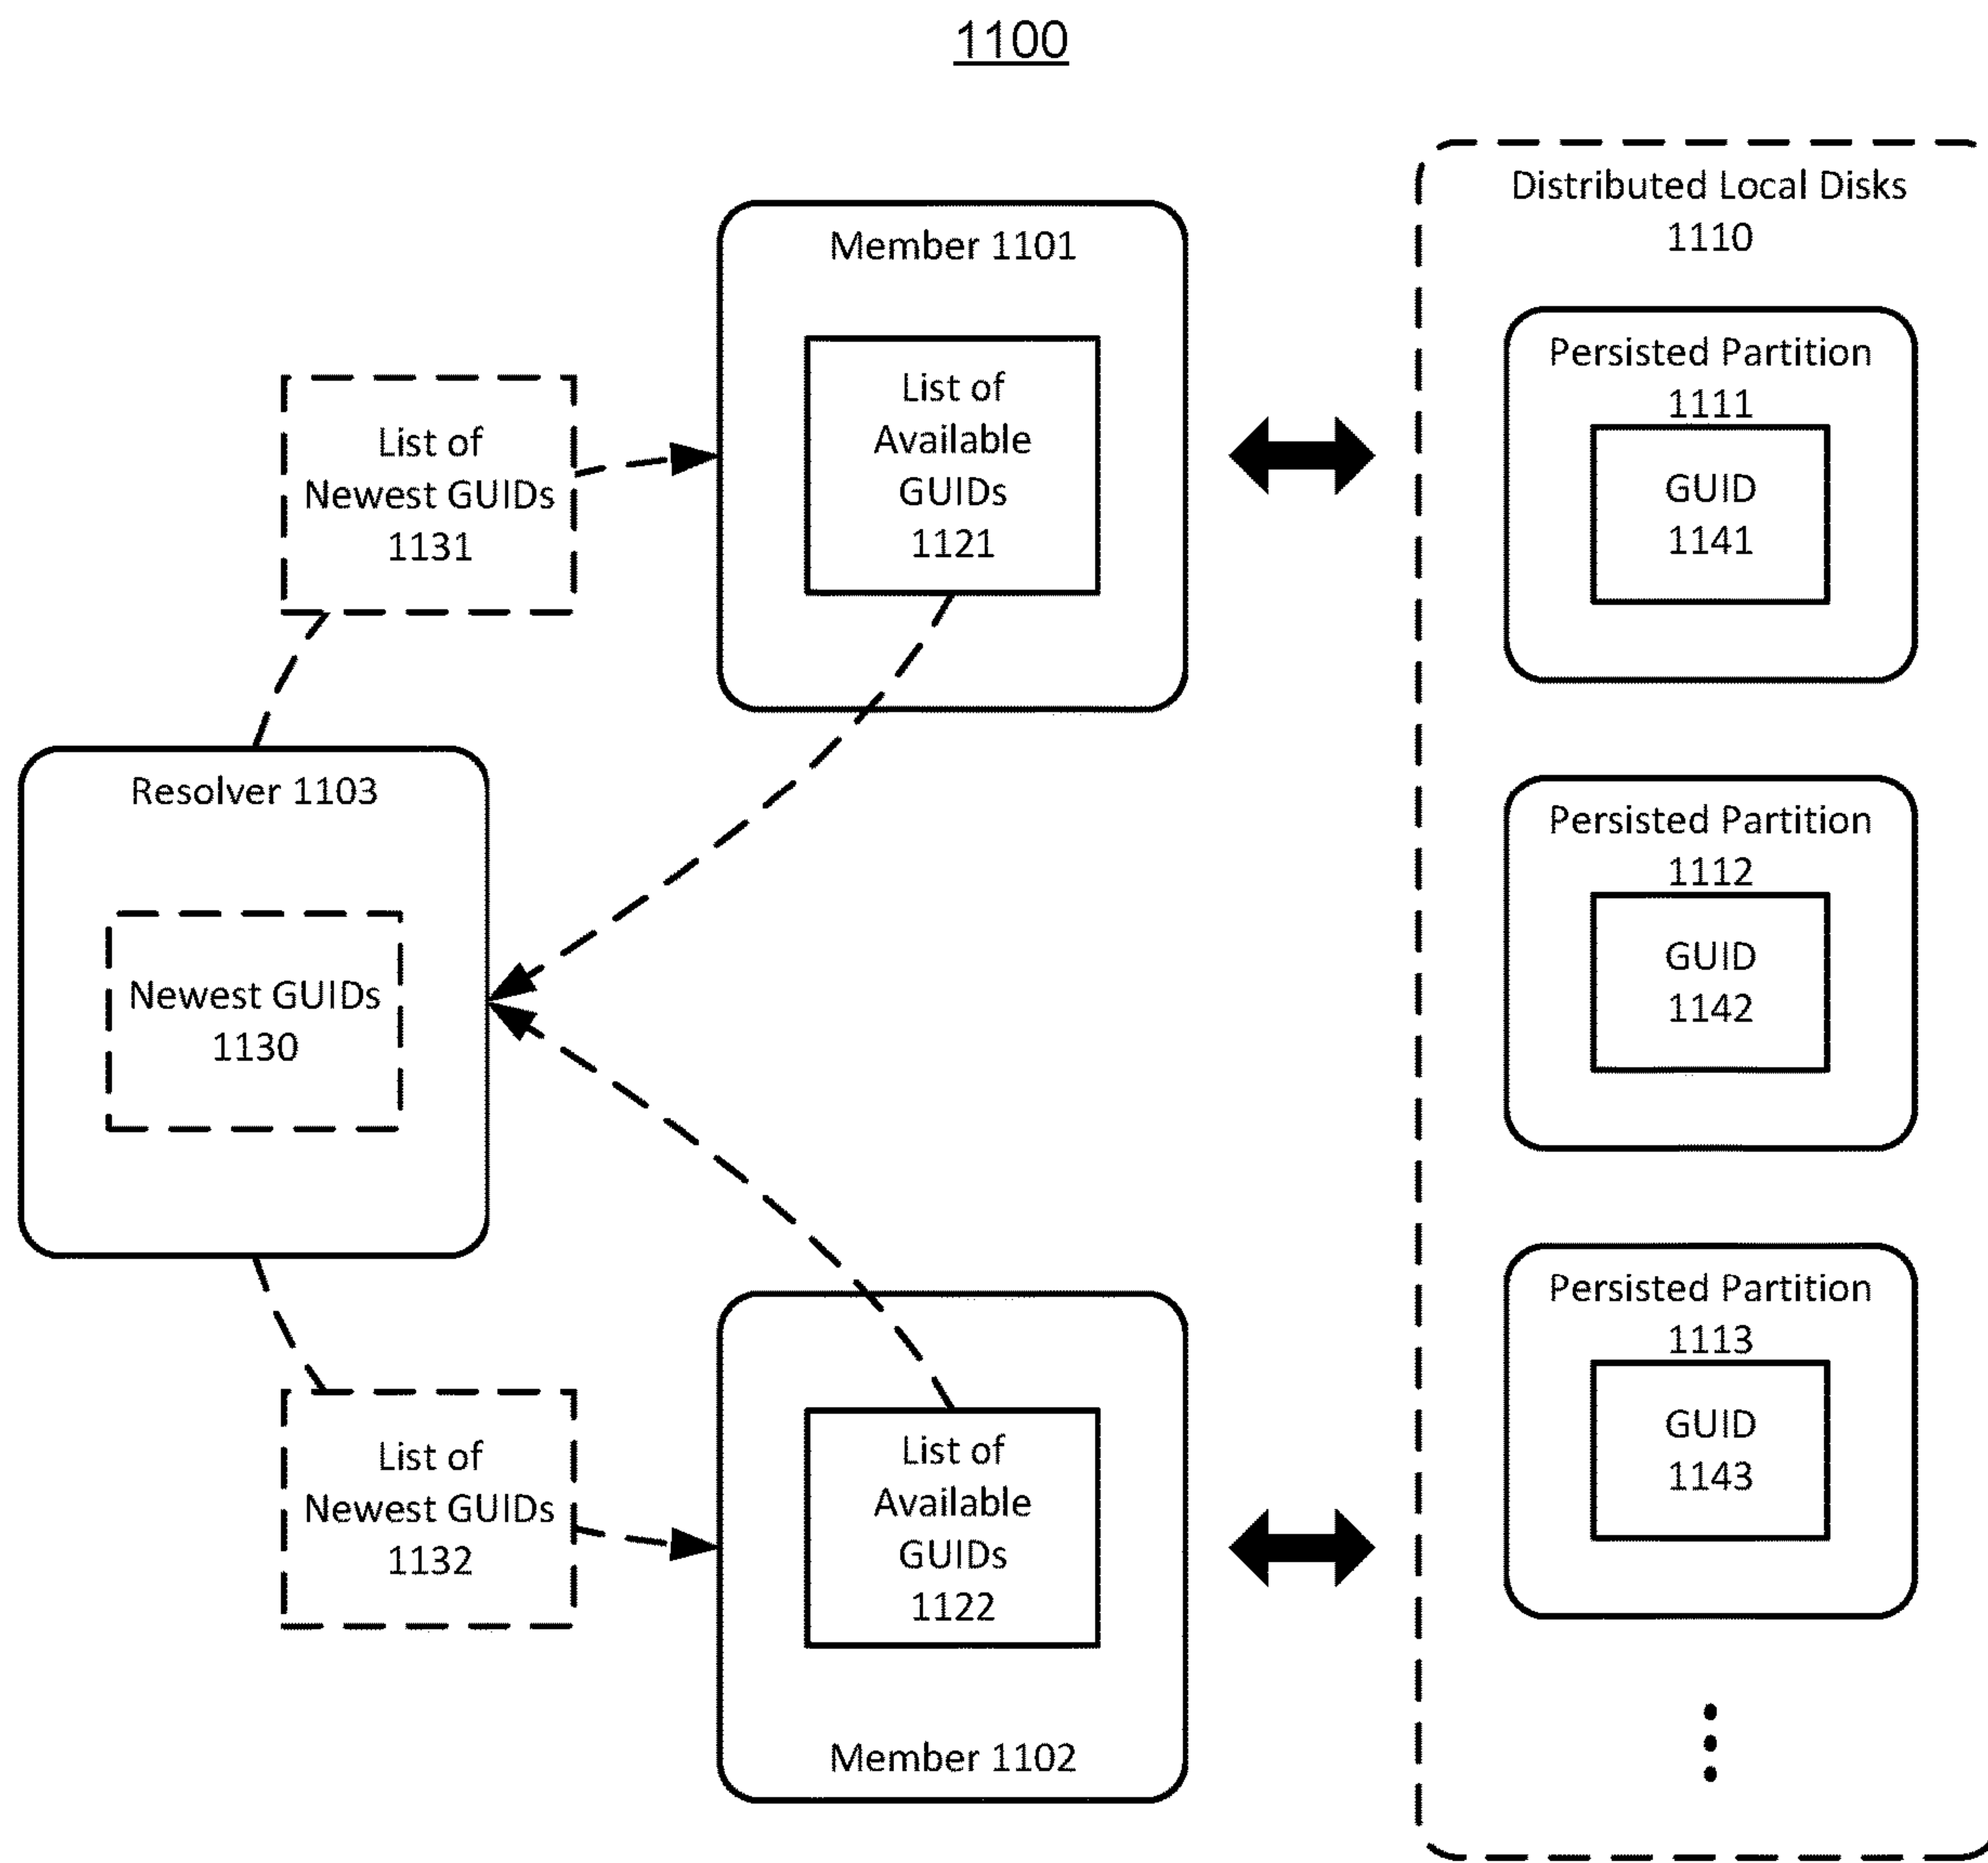 1100
Distributed Local Disks
1110
Member 1101
List of
Available
GUIDs
1121
List of
Newest GUIDs
1131
Persisted Partition
1111
GUID
1141
Resolver 1103
Newest GUIDs
1130
Persisted Partition
1112
GUID
1142
List of
Newest GUIDs
1132
List of
Available
GUIDs
1122
Member 1102
Persisted Partition
1113
GUID
1143